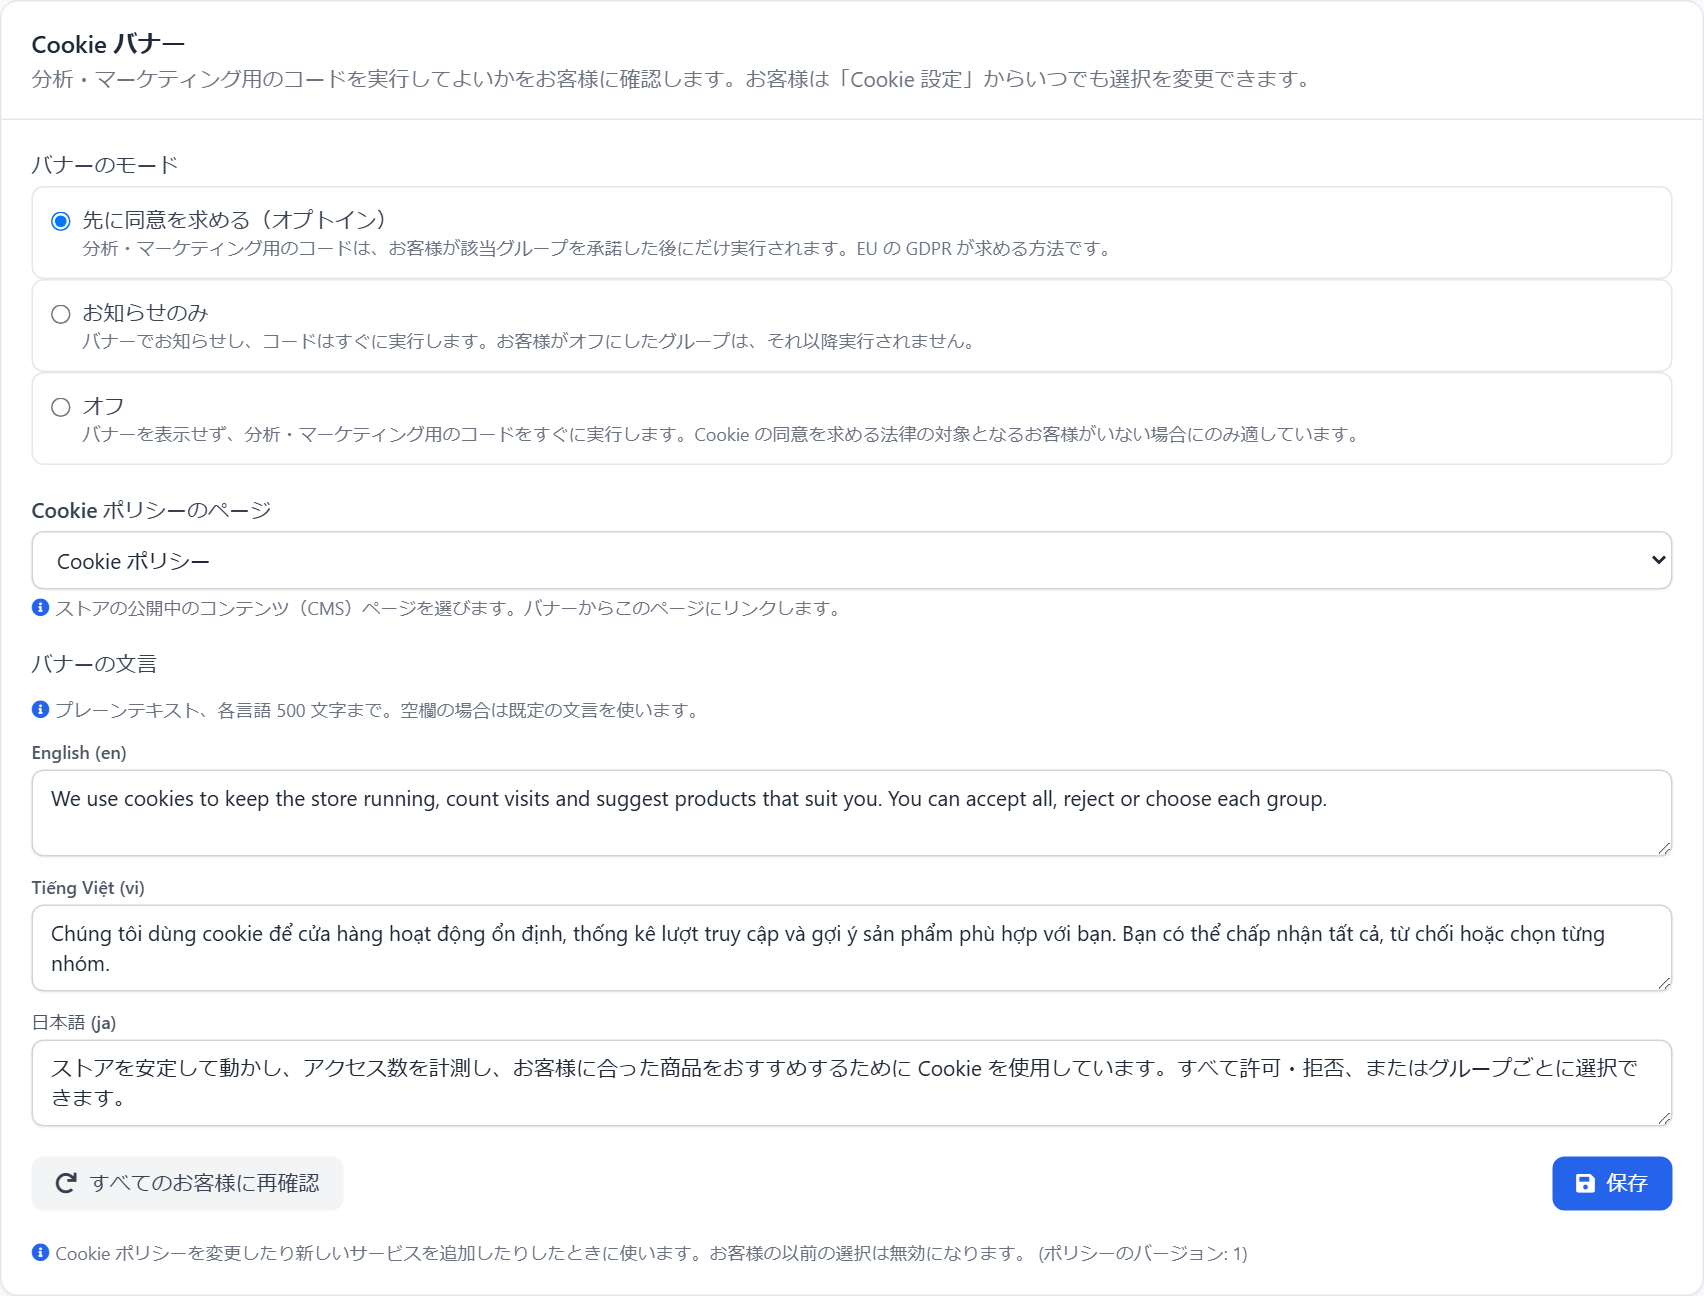 Cookie バナー
分析・マーケティング用のコードを実行してよいかをお客様に確認します。お客様は「Cookie 設定」からいつでも選択を変更できます。
バナーのモード
先に同意を求める（オプトイン）
分析・マーケティング用のコードは、お客様が該当グループを承諾した後にだけ実行されます。EU の GDPR が求める方法です。
お知らせのみ
バナーでお知らせし、コードはすぐに実行します。お客様がオフにしたグループは、それ以降実行されません。
オフ
バナーを表示せず、分析・マーケティング用のコードをすぐに実行します。Cookie の同意を求める法律の対象となるお客様がいない場合にのみ適しています。
Cookie ポリシーのページ
Cookie ポリシー
ストアの公開中のコンテンツ（CMS）ページを選びます。バナーからこのページにリンクします。
バナーの文言
プレーンテキスト、各言語 500 文字まで。空欄の場合は既定の文言を使います。
English (en)
We use cookies to keep the store running, count visits and suggest products that suit you. You can accept all, reject or choose each group.
Tiếng Việt (vi)
Chúng tôi dùng cookie để cửa hàng hoạt động ổn định, thống kê lượt truy cập và gợi ý sản phẩm phù hợp với bạn. Bạn có thể chấp nhận tất cả, từ chối hoặc chọn từng
nhóm.
日本語 (ja)
ストアを安定して動かし、アクセス数を計測し、お客様に合った商品をおすすめするために Cookie を使用しています。すべて許可・拒否、またはグループごとに選択で
きます。
すべてのお客様に再確認
保存
Cookie ポリシーを変更したり新しいサービスを追加したりしたときに使います。お客様の以前の選択は無効になります。 (ポリシーのバージョン: 1)